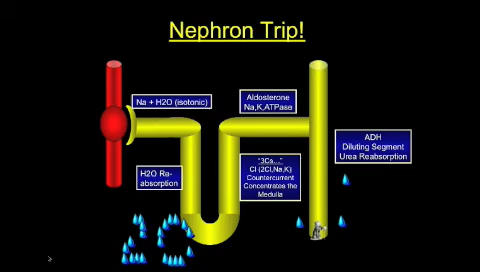 Nephron Trip!
Na + H2O (isotonic)
Aldosterone
Na,K,ATPase
ADH
Diluting Segment
Urea Reabsorption
H2O Re-
absorption
"3Cs..."
Cl (2Cl,Na,K)
Countercurrent
Concentrates the
Medulla